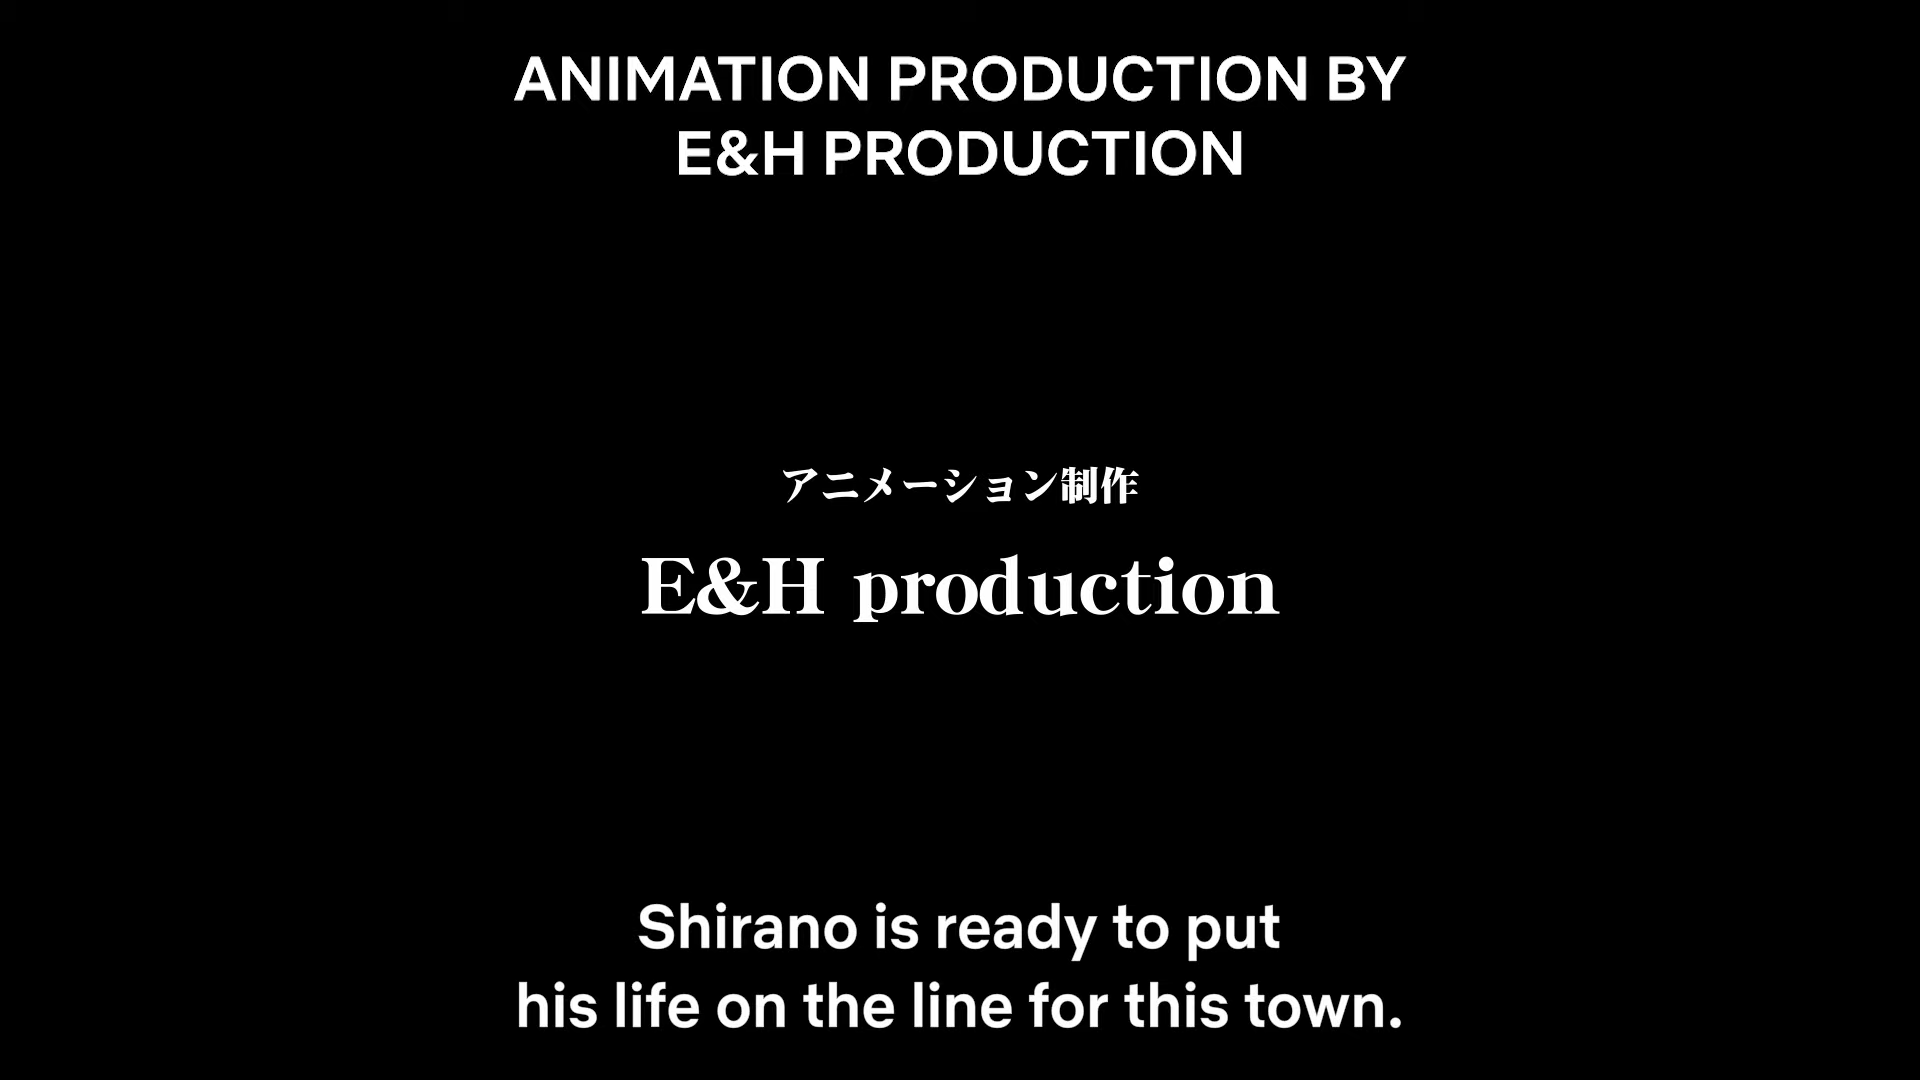 ANIMATION PRODUCTION BY
E&H PRODUCTION
アニメーション制作
E&H production
Shirano is ready to put
his life on the line for this town.